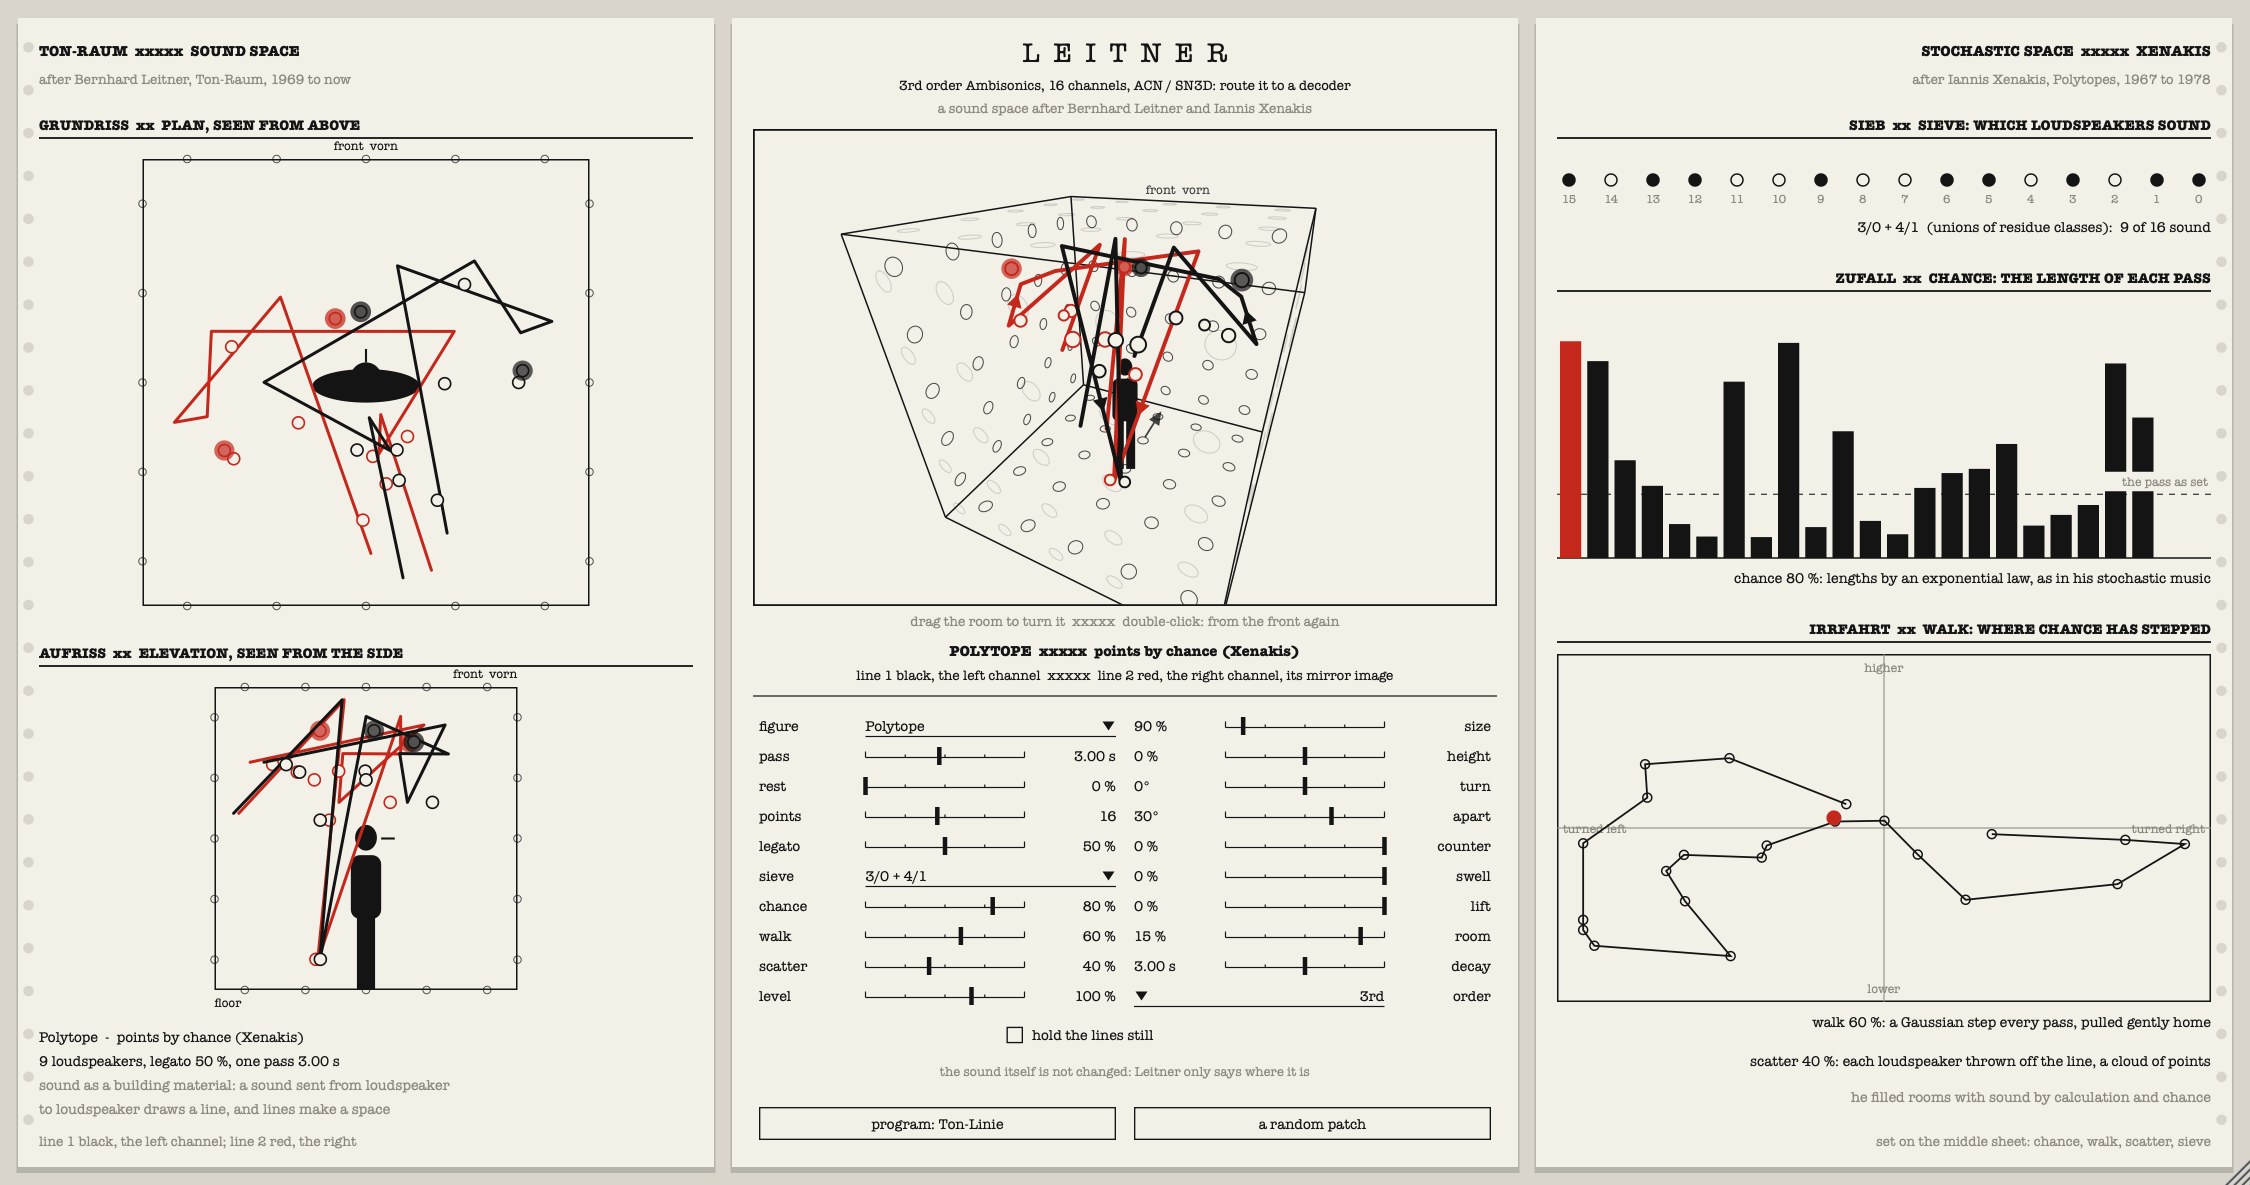 TON-RAUM xxxxx SOUND SPACE
after Bernhard Leitner, Ton-Raum, 1969 to now
GRUNDRISS xx PLAN, SEEN FROM ABOVE
front vorn
AUFRISS xx ELEVATION, SEEN FROM THE SIDE
front vorn
floor
Polytope - points by chance (Xenakis)
9 loudspeakers, legato 50 %, one pass 3.00 s
sound as a building material: a sound sent from loudspeaker
to loudspeaker draws a line, and lines make a space
line 1 black, the left channel; line 2 red, the right
LEITNER
3rd order Ambisonics, 16 channels, ACN / SN3D: route it to a decoder
a sound space after Bernhard Leitner and Iannis Xenakis
front vorn
drag the room to turn it xxxxx double-click: from the front again
POLYTOPE xxxxx points by chance (Xenakis)
line 1 black, the left channel xxxxx line 2 red, the right channel, its mirror image
figure Polytope 90 % size
pass 3.00 s 0 % height
rest 0 % 0° turn
points 16 30° apart
legato 50 % 0 % counter
sieve 3/0 + 4/1 0 % swell
chance 80 % 0 % lift
walk 60 % 15 % room
scatter 40 % 3.00 s decay
level 100 % 3rd order
hold the lines still
the sound itself is not changed: Leitner only says where it is
program: Ton-Linie a random patch
STOCHASTIC SPACE xxxxx XENAKIS
after Iannis Xenakis, Polytopes, 1967 to 1978
SIEB xx SIEVE: WHICH LOUDSPEAKERS SOUND
15 14 13 12 11 10 9 8 7 6 5 4 3 2 1 0
3/0 + 4/1 (unions of residue classes): 9 of 16 sound
ZUFALL xx CHANCE: THE LENGTH OF EACH PASS
the pass as set
chance 80 %: lengths by an exponential law, as in his stochastic music
IRRFAHRT xx WALK: WHERE CHANCE HAS STEPPED
higher
turned left turned right
lower
walk 60 %: a Gaussian step every pass, pulled gently home
scatter 40 %: each loudspeaker thrown off the line, a cloud of points
he filled rooms with sound by calculation and chance
set on the middle sheet: chance, walk, scatter, sieve